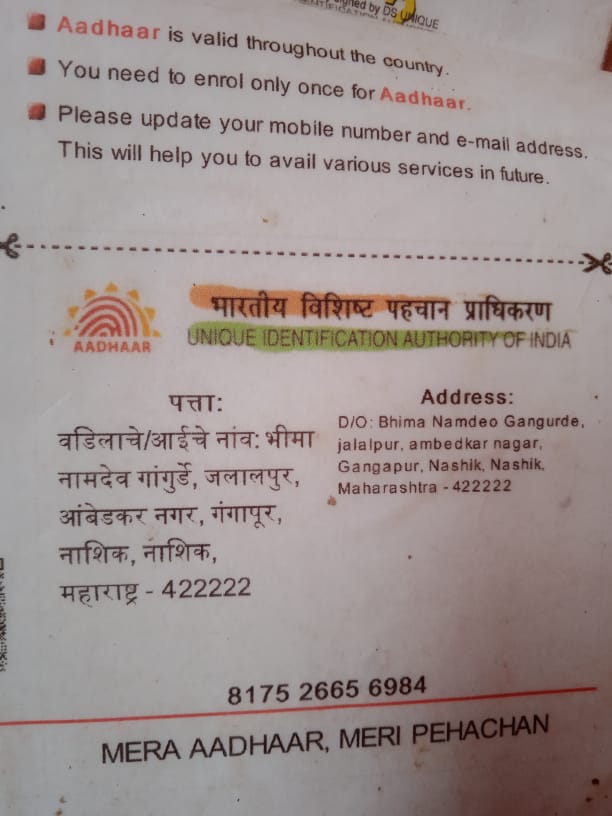 DS UNIQUE
Aadhaar is valid throughout the country.
You need to enrol only once for Aadhaar.
Please update your mobile number and e-mail address.
This will help you to avail various services in future.
AADHAAR
भारतीय विशिष्ट पहचान प्राधिकरण
UNIQUE IDENTIFICATION AUTHORITY OF INDIA
पत्ता:
वडिलाचे/आईचे नांव: भीमा
नामदेव गांगुर्डे, जलालपुर,
आंबेडकर नगर, गंगापूर,
नाशिक, नाशिक,
महाराष्ट्र - 422222
Address:
D/O: Bhima Namdeo Gangurde,
jalalpur, ambedkar nagar,
Gangapur, Nashik, Nashik,
Maharashtra - 422222
8175 2665 6984
MERA AADHAAR, MERI PEHACHAN